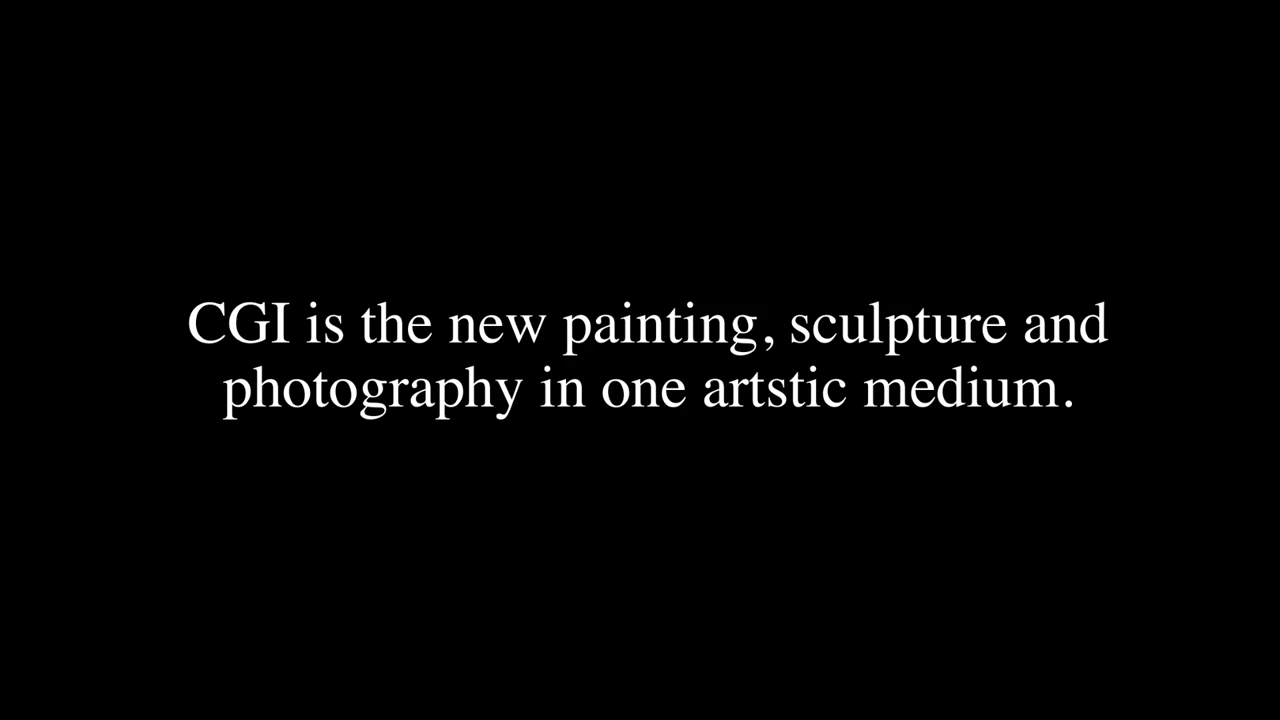 CGI is the new painting, sculpture and
photography in one artstic medium.